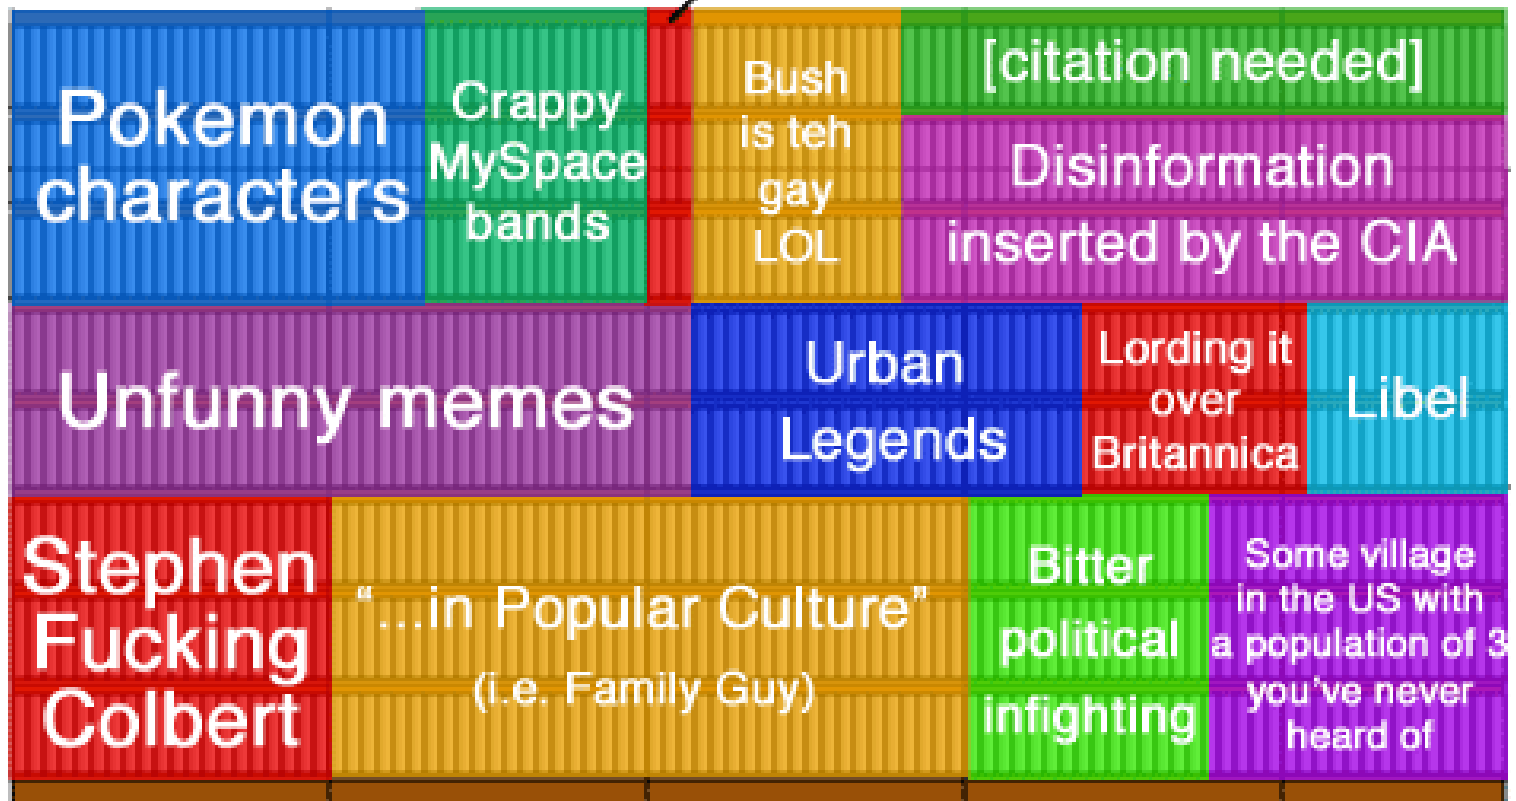 Pokemon
characters
Crappy
MySpace
bands
Bush
is teh
gay
LOL
[citation needed]
Disinformation
inserted by the CIA
Unfunny memes
Urban
Legends
Lording it
over
Britannica
Libel
Stephen
Fucking
Colbert
“...in Popular Culture”
(i.e. Family Guy)
Bitter
political
infighting
Some village
in the US with
a population of 3
you've never
heard of